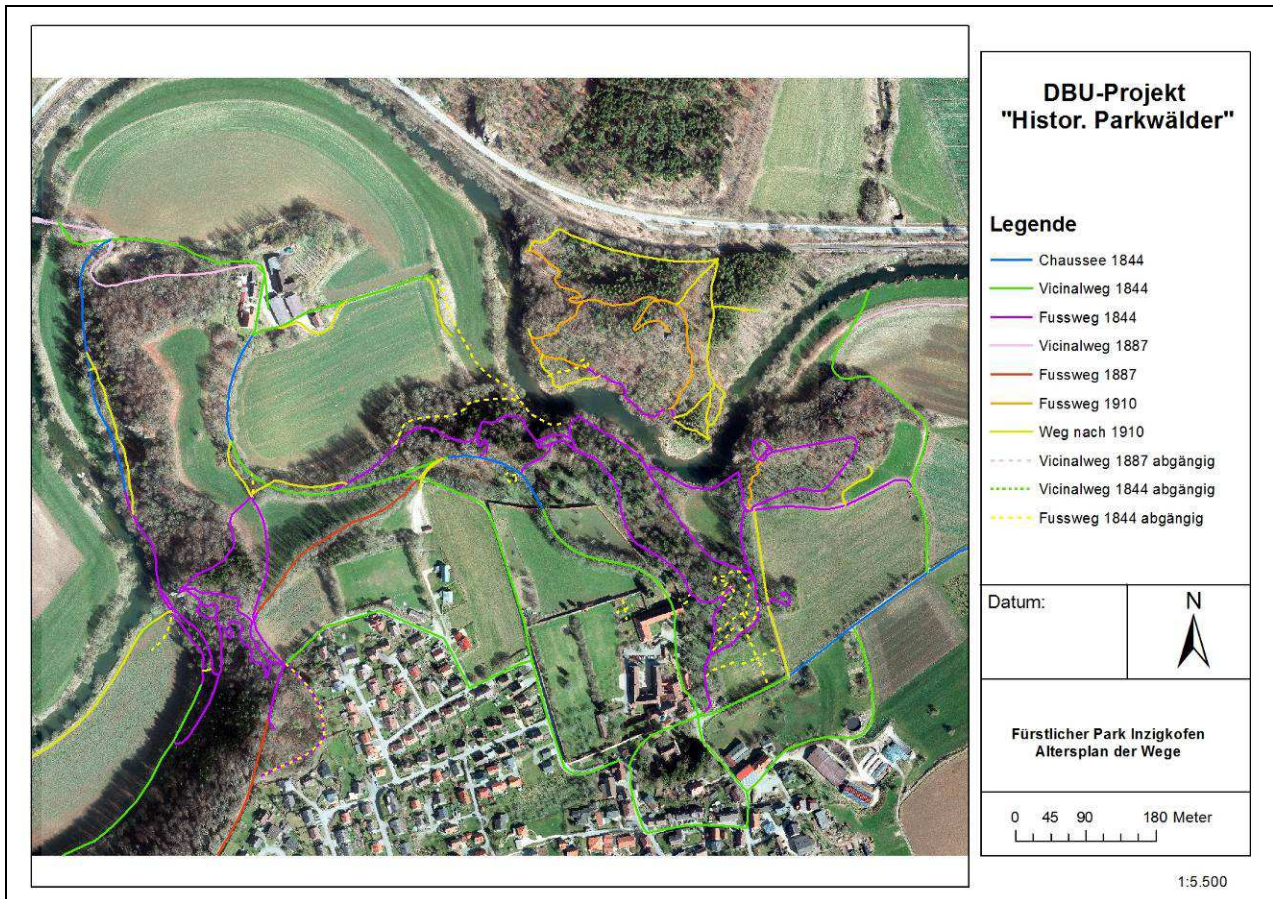 DBU-Projekt
"Histor. Parkwälder"
Legende
Chaussee 1844
Vicinalweg 1844
Fussweg 1844
Vicinalweg 1887
Fussweg 1887
Fussweg 1910
Weg nach 1910
Vicinalweg 1887 abgängig
Vicinalweg 1844 abgängig
Fussweg 1844 abgängig
Datum:
N
Fürstlicher Park Inzigkofen
Altersplan der Wege
0 45 90 180 Meter
1:5.500